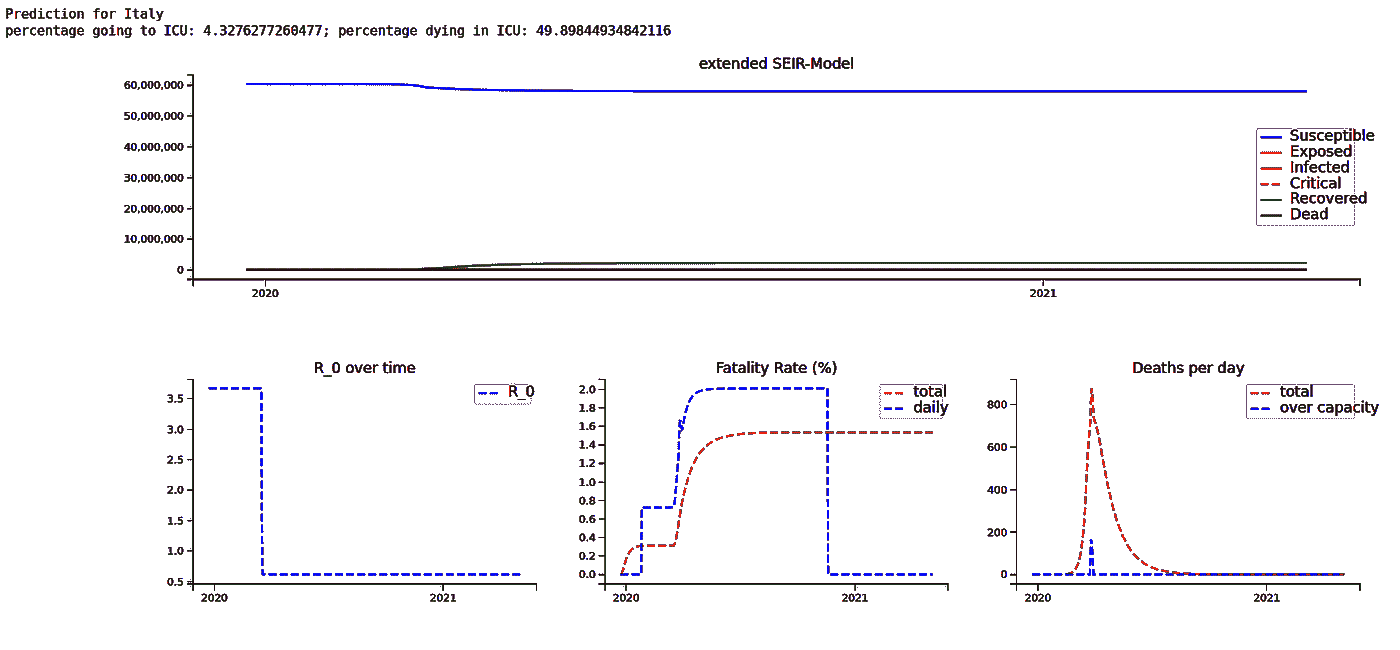 Prediction for Italy
percentage going to ICU: 4.3276277260477; percentage dying in ICU: 49.89844934842116
extended SEIR-Model
60,000,000
50,000,000
40,000,000
30,000,000
20,000,000
10,000,000
0
2020 2021
Susceptible
Exposed
Infected
Critical
Recovered
Dead
R_0 over time
3.5
3.0
2.5
2.0
1.5
1.0
0.5
2020 2021
R_0
Fatality Rate (%)
2.0
1.8
1.6
1.4
1.2
1.0
0.8
0.6
0.4
0.2
0.0
2020 2021
total
daily
Deaths per day
800
600
400
200
0
2020 2021
total
over capacity